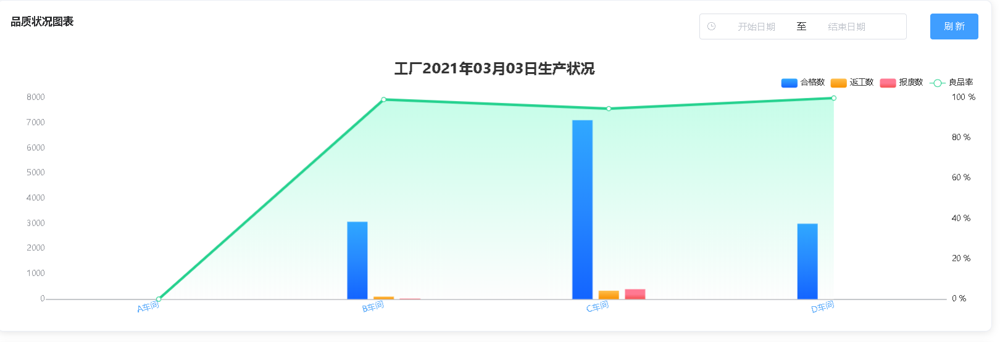 品质状况图表
开始日期 至 结束日期
刷新
工厂2021年03月03日生产状况
合格数 返工数 报废数 良品率
8000
7000
6000
5000
4000
3000
2000
1000
0
100 %
80 %
60 %
40 %
20 %
0 %
A车间 B车间 C车间 D车间